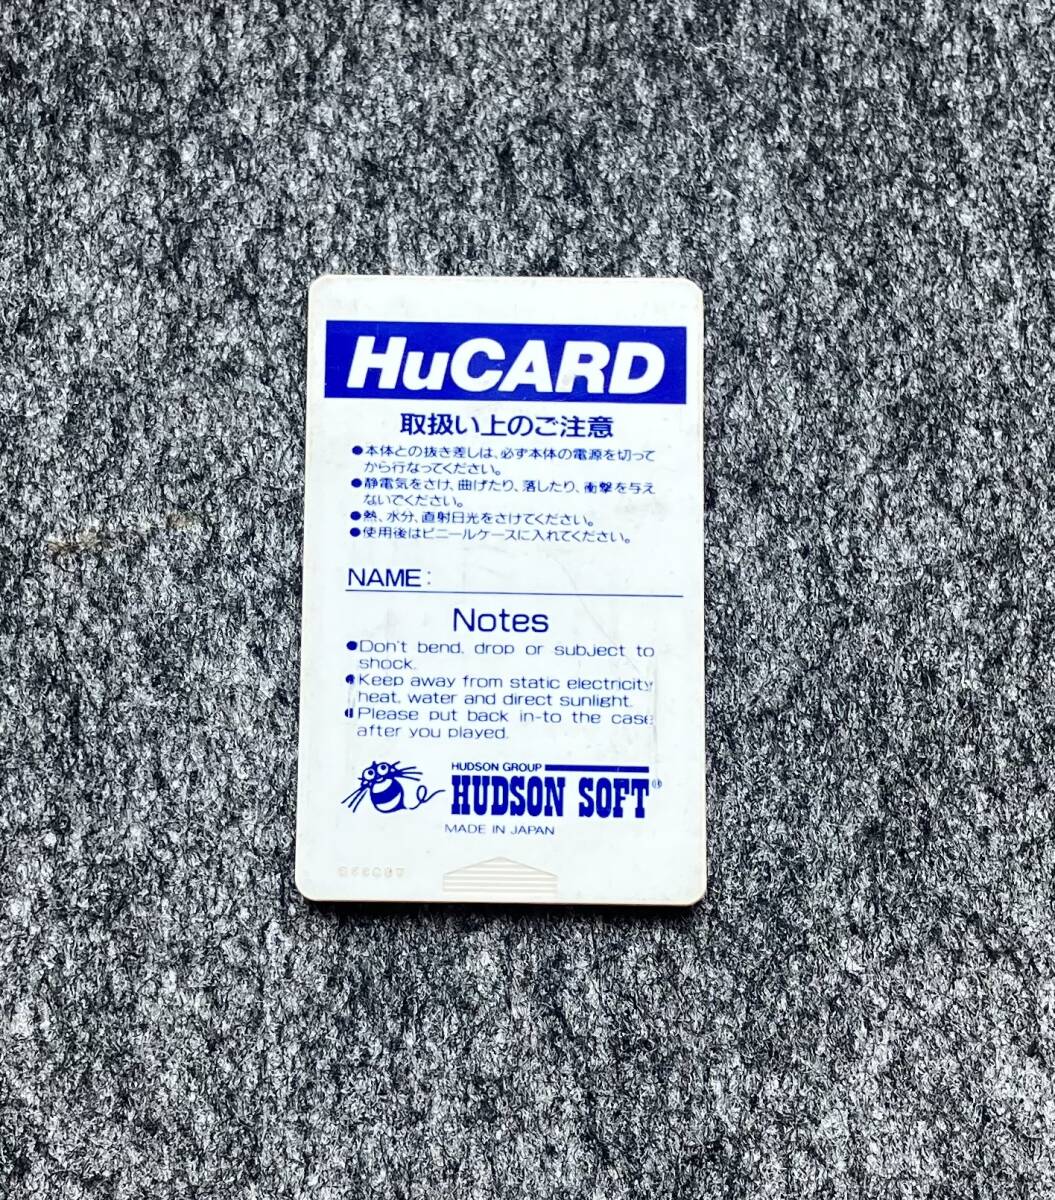 HuCARD
取扱い上のご注意
●本体との抜き差しは、必ず本体の電源を切って
から行なってください。
●静電気をさけ、曲げたり、落したり、衝撃を与え
ないでください。
●熱、水分、直射日光をさけてください。
●使用後はビニールケースに入れてください。
NAME:
Notes
●Don't bend, drop or subject to
shock.
●Keep away from static electricity,
heat, water and direct sunlight.
●Please put back in-to the case
after you played.
HUDSON GROUP
HUDSON SOFT®
MADE IN JAPAN